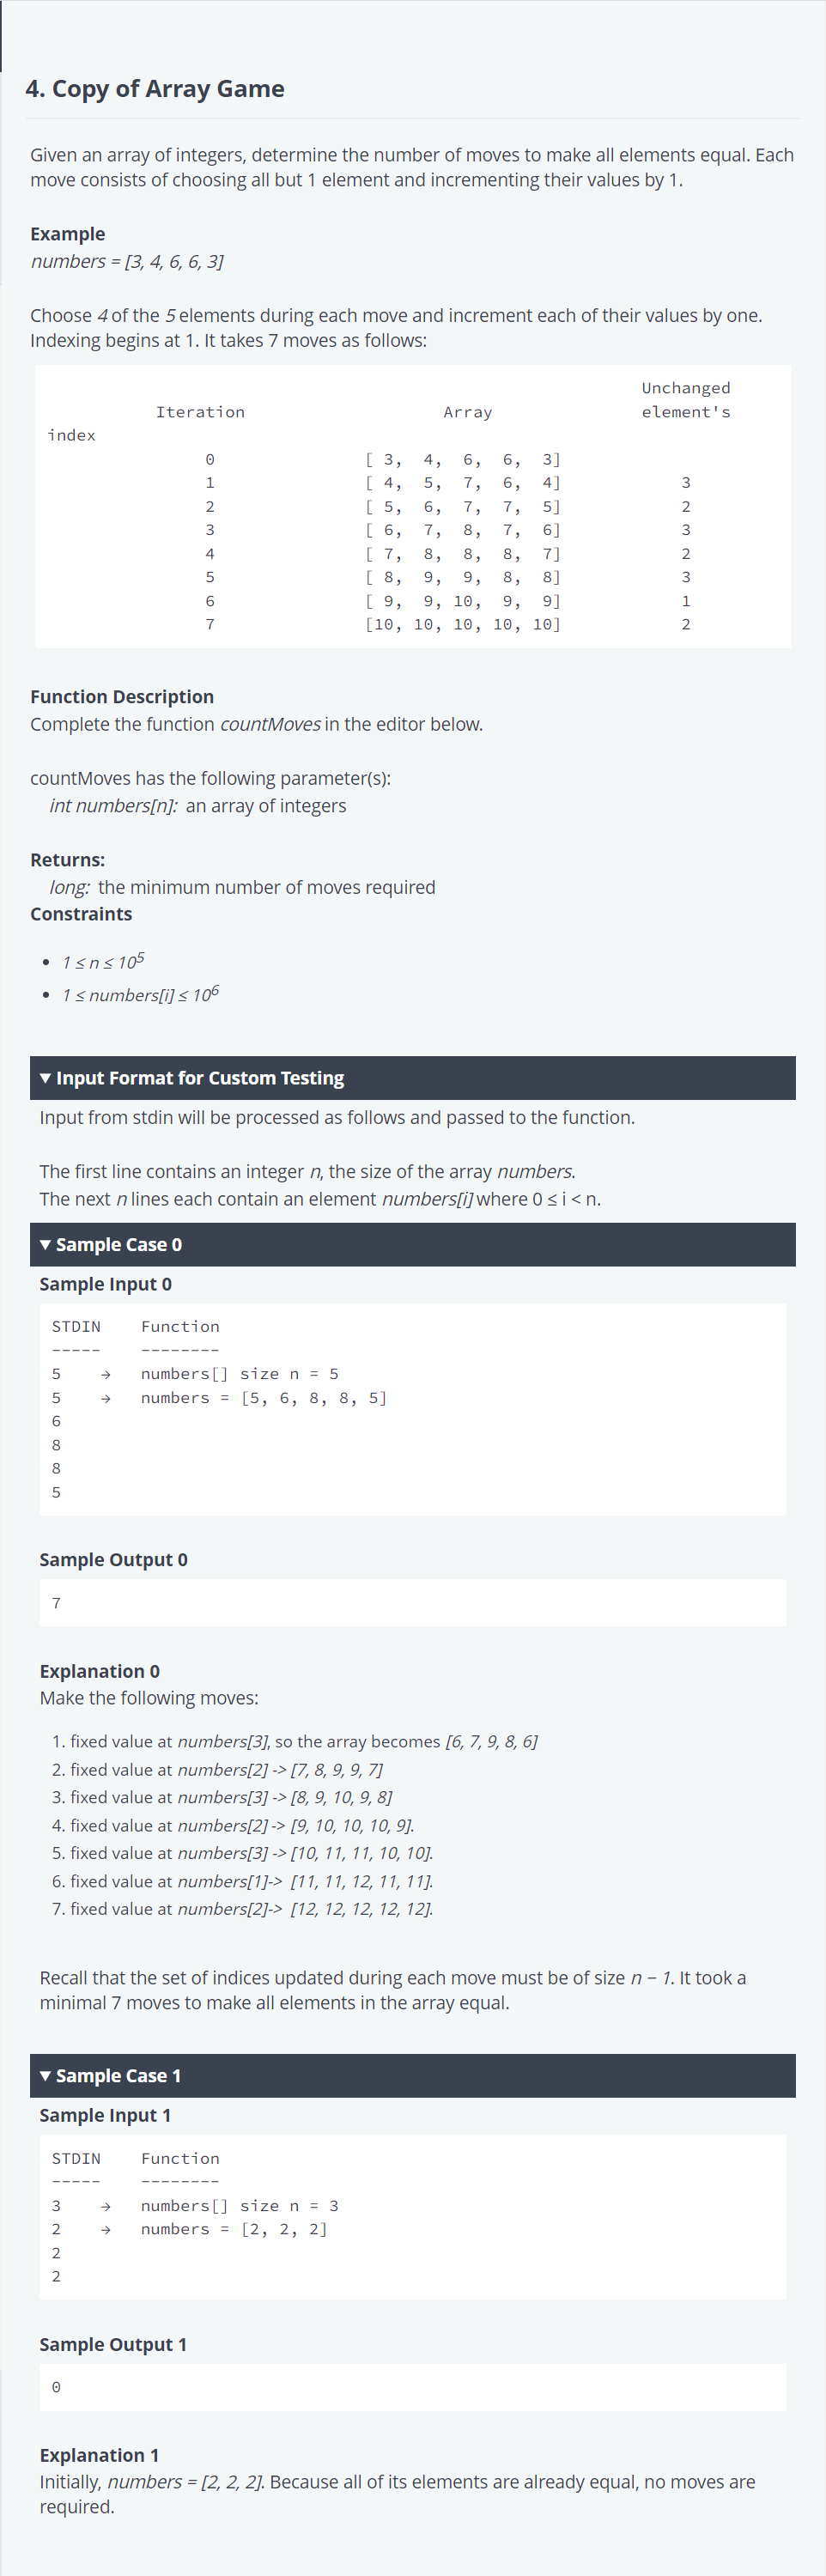 4. Copy of Array Game
Given an array of integers, determine the number of moves to make all elements equal. Each
move consists of choosing all but 1 element and incrementing their values by 1.
Example
numbers = [3, 4, 6, 6, 3]
Choose 4 of the 5 elements during each move and increment each of their values by one.
Indexing begins at 1. It takes 7 moves as follows:
Unchanged
Iteration Array element's
index
0 [ 3, 4, 6, 6, 3]
1 [ 4, 5, 7, 6, 4] 3
2 [ 5, 6, 7, 7, 5] 2
3 [ 6, 7, 8, 7, 6] 3
4 [ 7, 8, 8, 8, 7] 2
5 [ 8, 9, 9, 8, 8] 3
6 [ 9, 9, 10, 9, 9] 1
7 [10, 10, 10, 10, 10] 2
Function Description
Complete the function countMoves in the editor below.
countMoves has the following parameter(s):
int numbers[n]: an array of integers
Returns:
long: the minimum number of moves required
Constraints
• 1 ≤ n ≤ 10⁵
• 1 ≤ numbers[i] ≤ 10⁶
▼ Input Format for Custom Testing
Input from stdin will be processed as follows and passed to the function.
The first line contains an integer n, the size of the array numbers.
The next n lines each contain an element numbers[i] where 0 ≤ i < n.
▼ Sample Case 0
Sample Input 0
STDIN Function
----- --------
5 → numbers[] size n = 5
5 → numbers = [5, 6, 8, 8, 5]
6
8
8
5
Sample Output 0
7
Explanation 0
Make the following moves:
1. fixed value at numbers[3], so the array becomes [6, 7, 9, 8, 6]
2. fixed value at numbers[2] -> [7, 8, 9, 9, 7]
3. fixed value at numbers[3] -> [8, 9, 10, 9, 8]
4. fixed value at numbers[2] -> [9, 10, 10, 10, 9].
5. fixed value at numbers[3] -> [10, 11, 11, 10, 10].
6. fixed value at numbers[1]-> [11, 11, 12, 11, 11].
7. fixed value at numbers[2]-> [12, 12, 12, 12, 12].
Recall that the set of indices updated during each move must be of size n − 1. It took a
minimal 7 moves to make all elements in the array equal.
▼ Sample Case 1
Sample Input 1
STDIN Function
----- --------
3 → numbers[] size n = 3
2 → numbers = [2, 2, 2]
2
2
Sample Output 1
0
Explanation 1
Initially, numbers = [2, 2, 2]. Because all of its elements are already equal, no moves are
required.